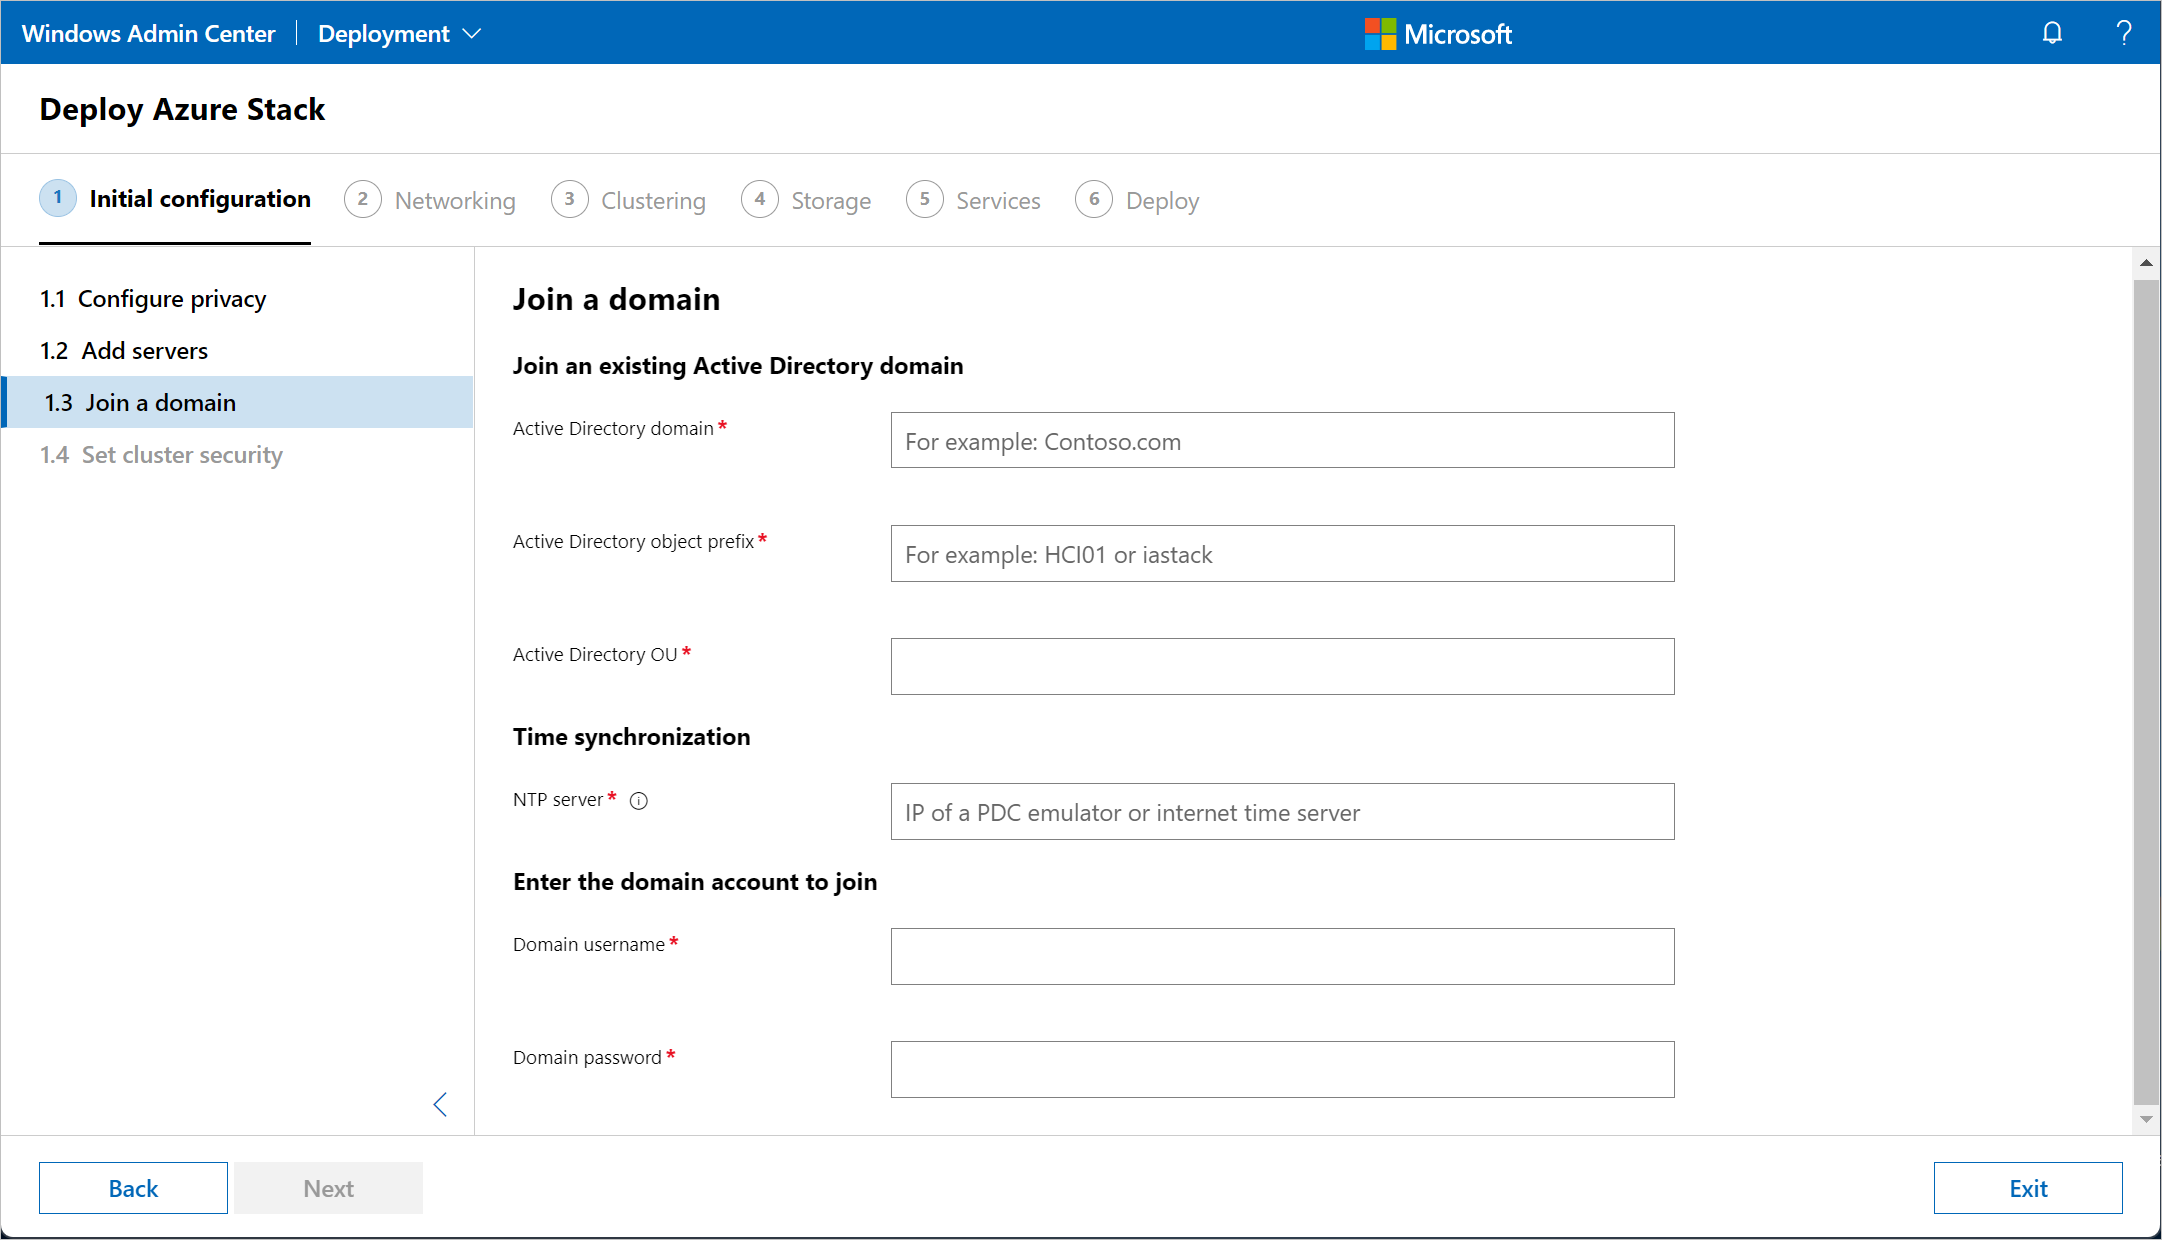 Windows Admin Center Deployment Microsoft ?
Deploy Azure Stack
1 Initial configuration 2 Networking 3 Clustering 4 Storage 5 Services 6 Deploy
1.1 Configure privacy
1.2 Add servers
1.3 Join a domain
1.4 Set cluster security
Join a domain
Join an existing Active Directory domain
Active Directory domain * For example: Contoso.com
Active Directory object prefix * For example: HCI01 or iastack
Active Directory OU *
Time synchronization
NTP server * IP of a PDC emulator or internet time server
Enter the domain account to join
Domain username *
Domain password *
Back Next Exit